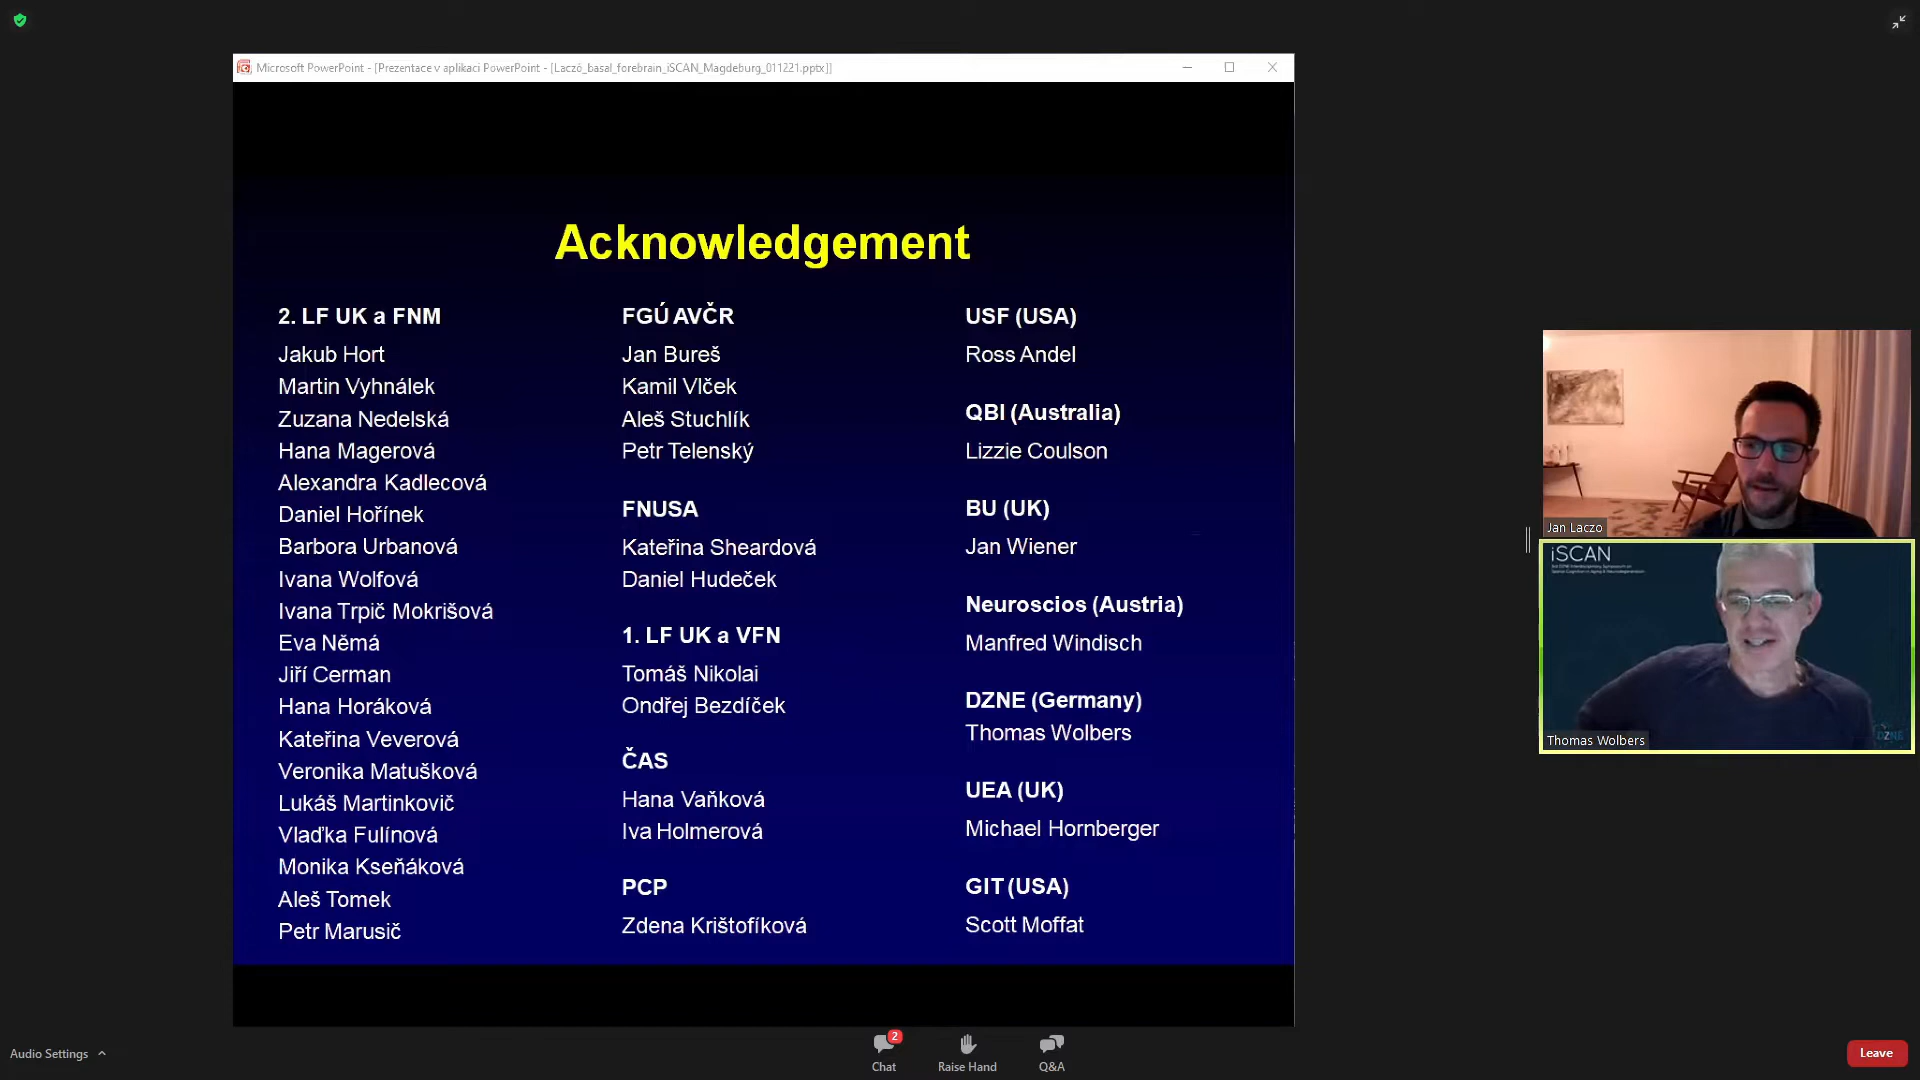 Microsoft PowerPoint - [Prezentace v aplikaci PowerPoint - [Laczó_basal_forebrain_iSCAN_Magdeburg_011221.pptx]]
Acknowledgement
2. LF UK a FNM
Jakub Hort
Martin Vyhnálek
Zuzana Nedelská
Hana Magerová
Alexandra Kadlecová
Daniel Hořínek
Barbora Urbanová
Ivana Wolfová
Ivana Trpič Mokrišová
Eva Němá
Jiří Cerman
Hana Horáková
Kateřina Veverová
Veronika Matušková
Lukáš Martinkovič
Vlaďka Fulínová
Monika Kseňáková
Aleš Tomek
Petr Marusič
FGÚ AVČR
Jan Bureš
Kamil Vlček
Aleš Stuchlík
Petr Telenský
FNUSA
Kateřina Sheardová
Daniel Hudeček
1. LF UK a VFN
Tomáš Nikolai
Ondřej Bezdíček
ČAS
Hana Vaňková
Iva Holmerová
PCP
Zdena Krištofíková
USF (USA)
Ross Andel
QBI (Australia)
Lizzie Coulson
BU (UK)
Jan Wiener
Neuroscios (Austria)
Manfred Windisch
DZNE (Germany)
Thomas Wolbers
UEA (UK)
Michael Hornberger
GIT (USA)
Scott Moffat
Jan Laczo
iSCAN
DZNE
Thomas Wolbers
Audio Settings
2
Chat
Raise Hand
Q&A
Leave